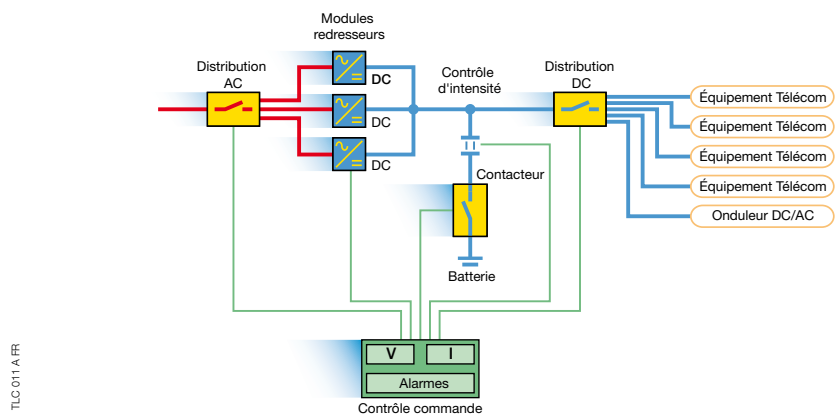 Modules
redresseurs
Distribution
AC
DC
DC
DC
Contrôle
d'intensité
Distribution
DC
Équipement Télécom
Équipement Télécom
Équipement Télécom
Équipement Télécom
Onduleur DC/AC
Contacteur
Batterie
V
I
Alarmes
Contrôle commande
TLC 011 A FR